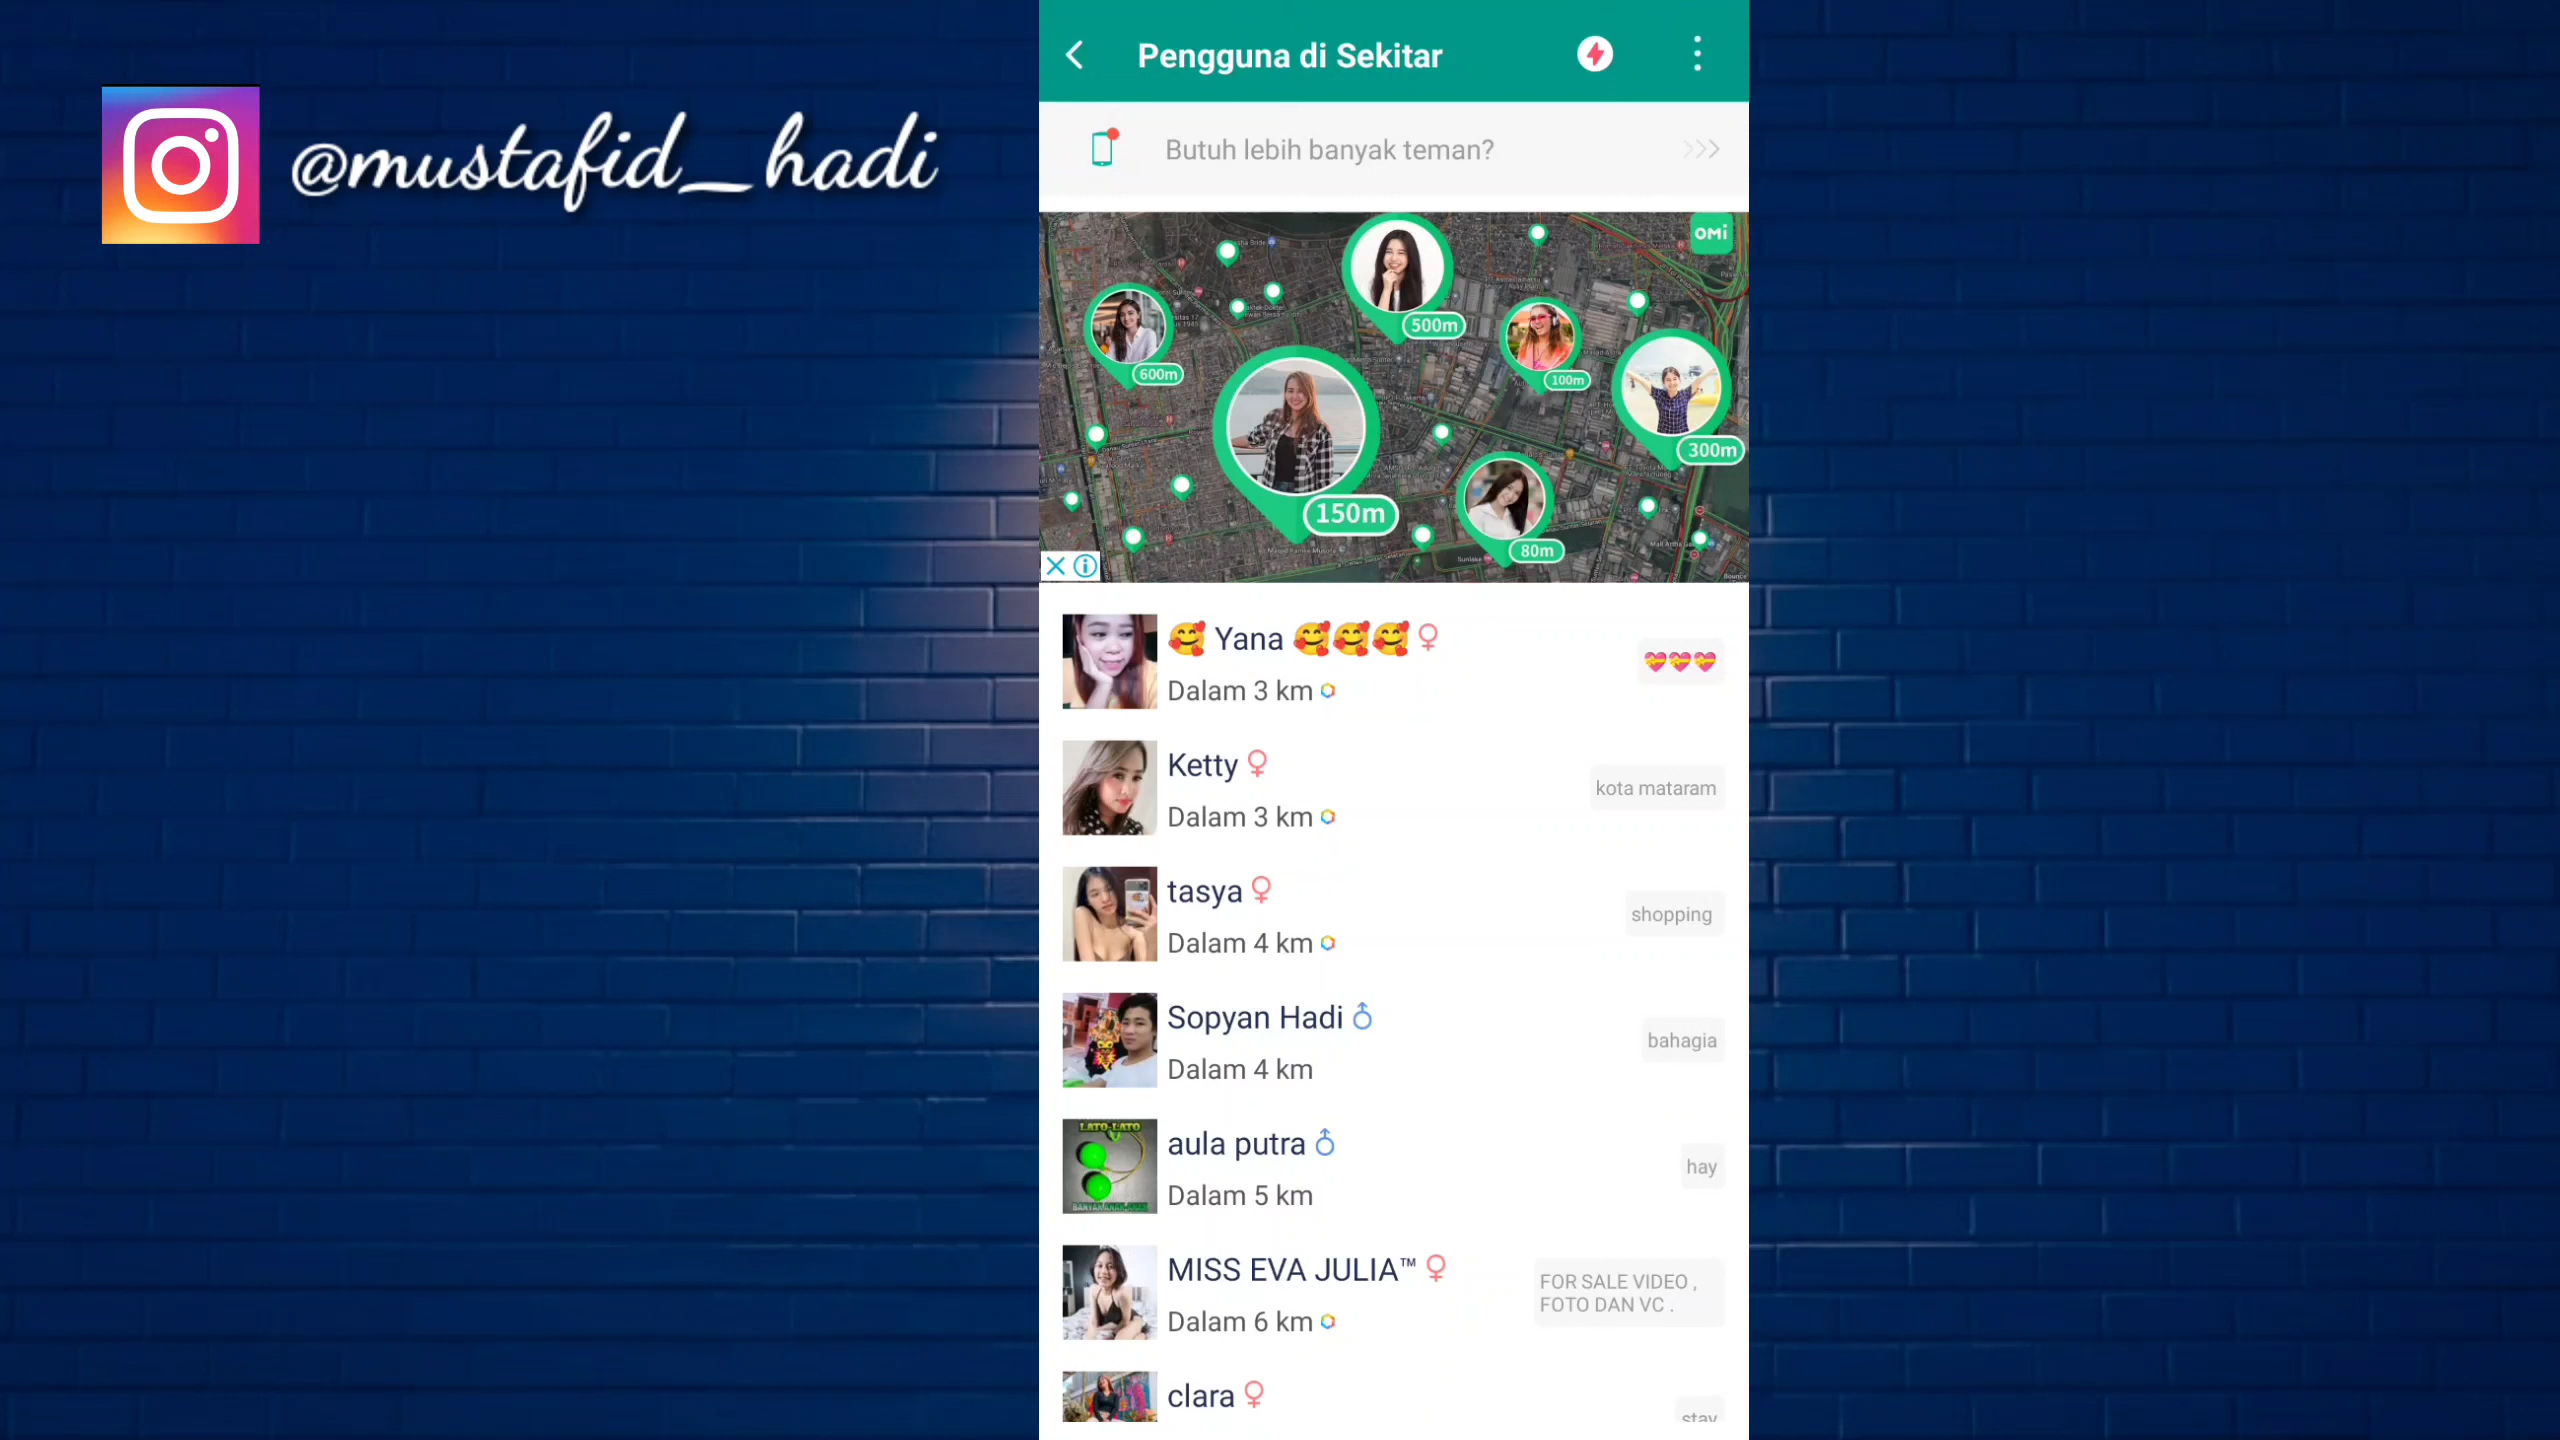 @mustafid_hadi
Pengguna di Sekitar
Butuh lebih banyak teman?
OMi
500m
600m
100m
300m
150m
80m
🥰 Yana 🥰🥰🥰
💝💝💝
Dalam 3 km
Ketty
kota mataram
Dalam 3 km
tasya
shopping
Dalam 4 km
Sopyan Hadi
bahagia
Dalam 4 km
LATO-LATO
aula putra
hay
Dalam 5 km
MISS EVA JULIA™
FOR SALE VIDEO ,
FOTO DAN VC .
Dalam 6 km
clara
stay